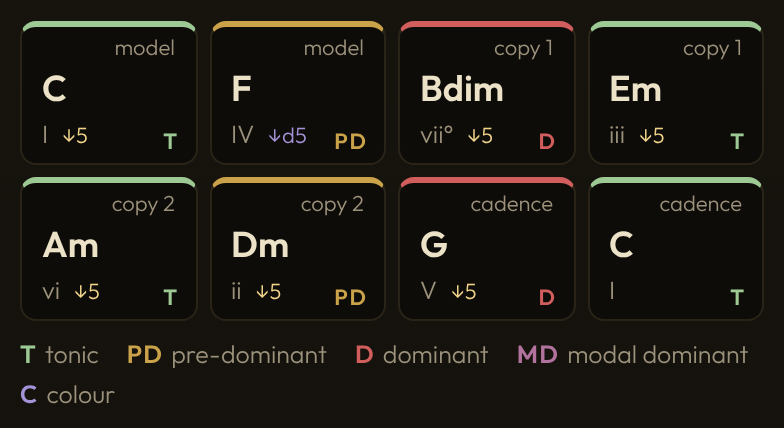 model model copy 1 copy 1
C F Bdim Em
I ↓5 T IV ↓d5 PD vii° ↓5 D iii ↓5 T
copy 2 copy 2 cadence cadence
Am Dm G C
vi ↓5 T ii ↓5 PD V ↓5 D I T
T tonic PD pre-dominant D dominant MD modal dominant
C colour